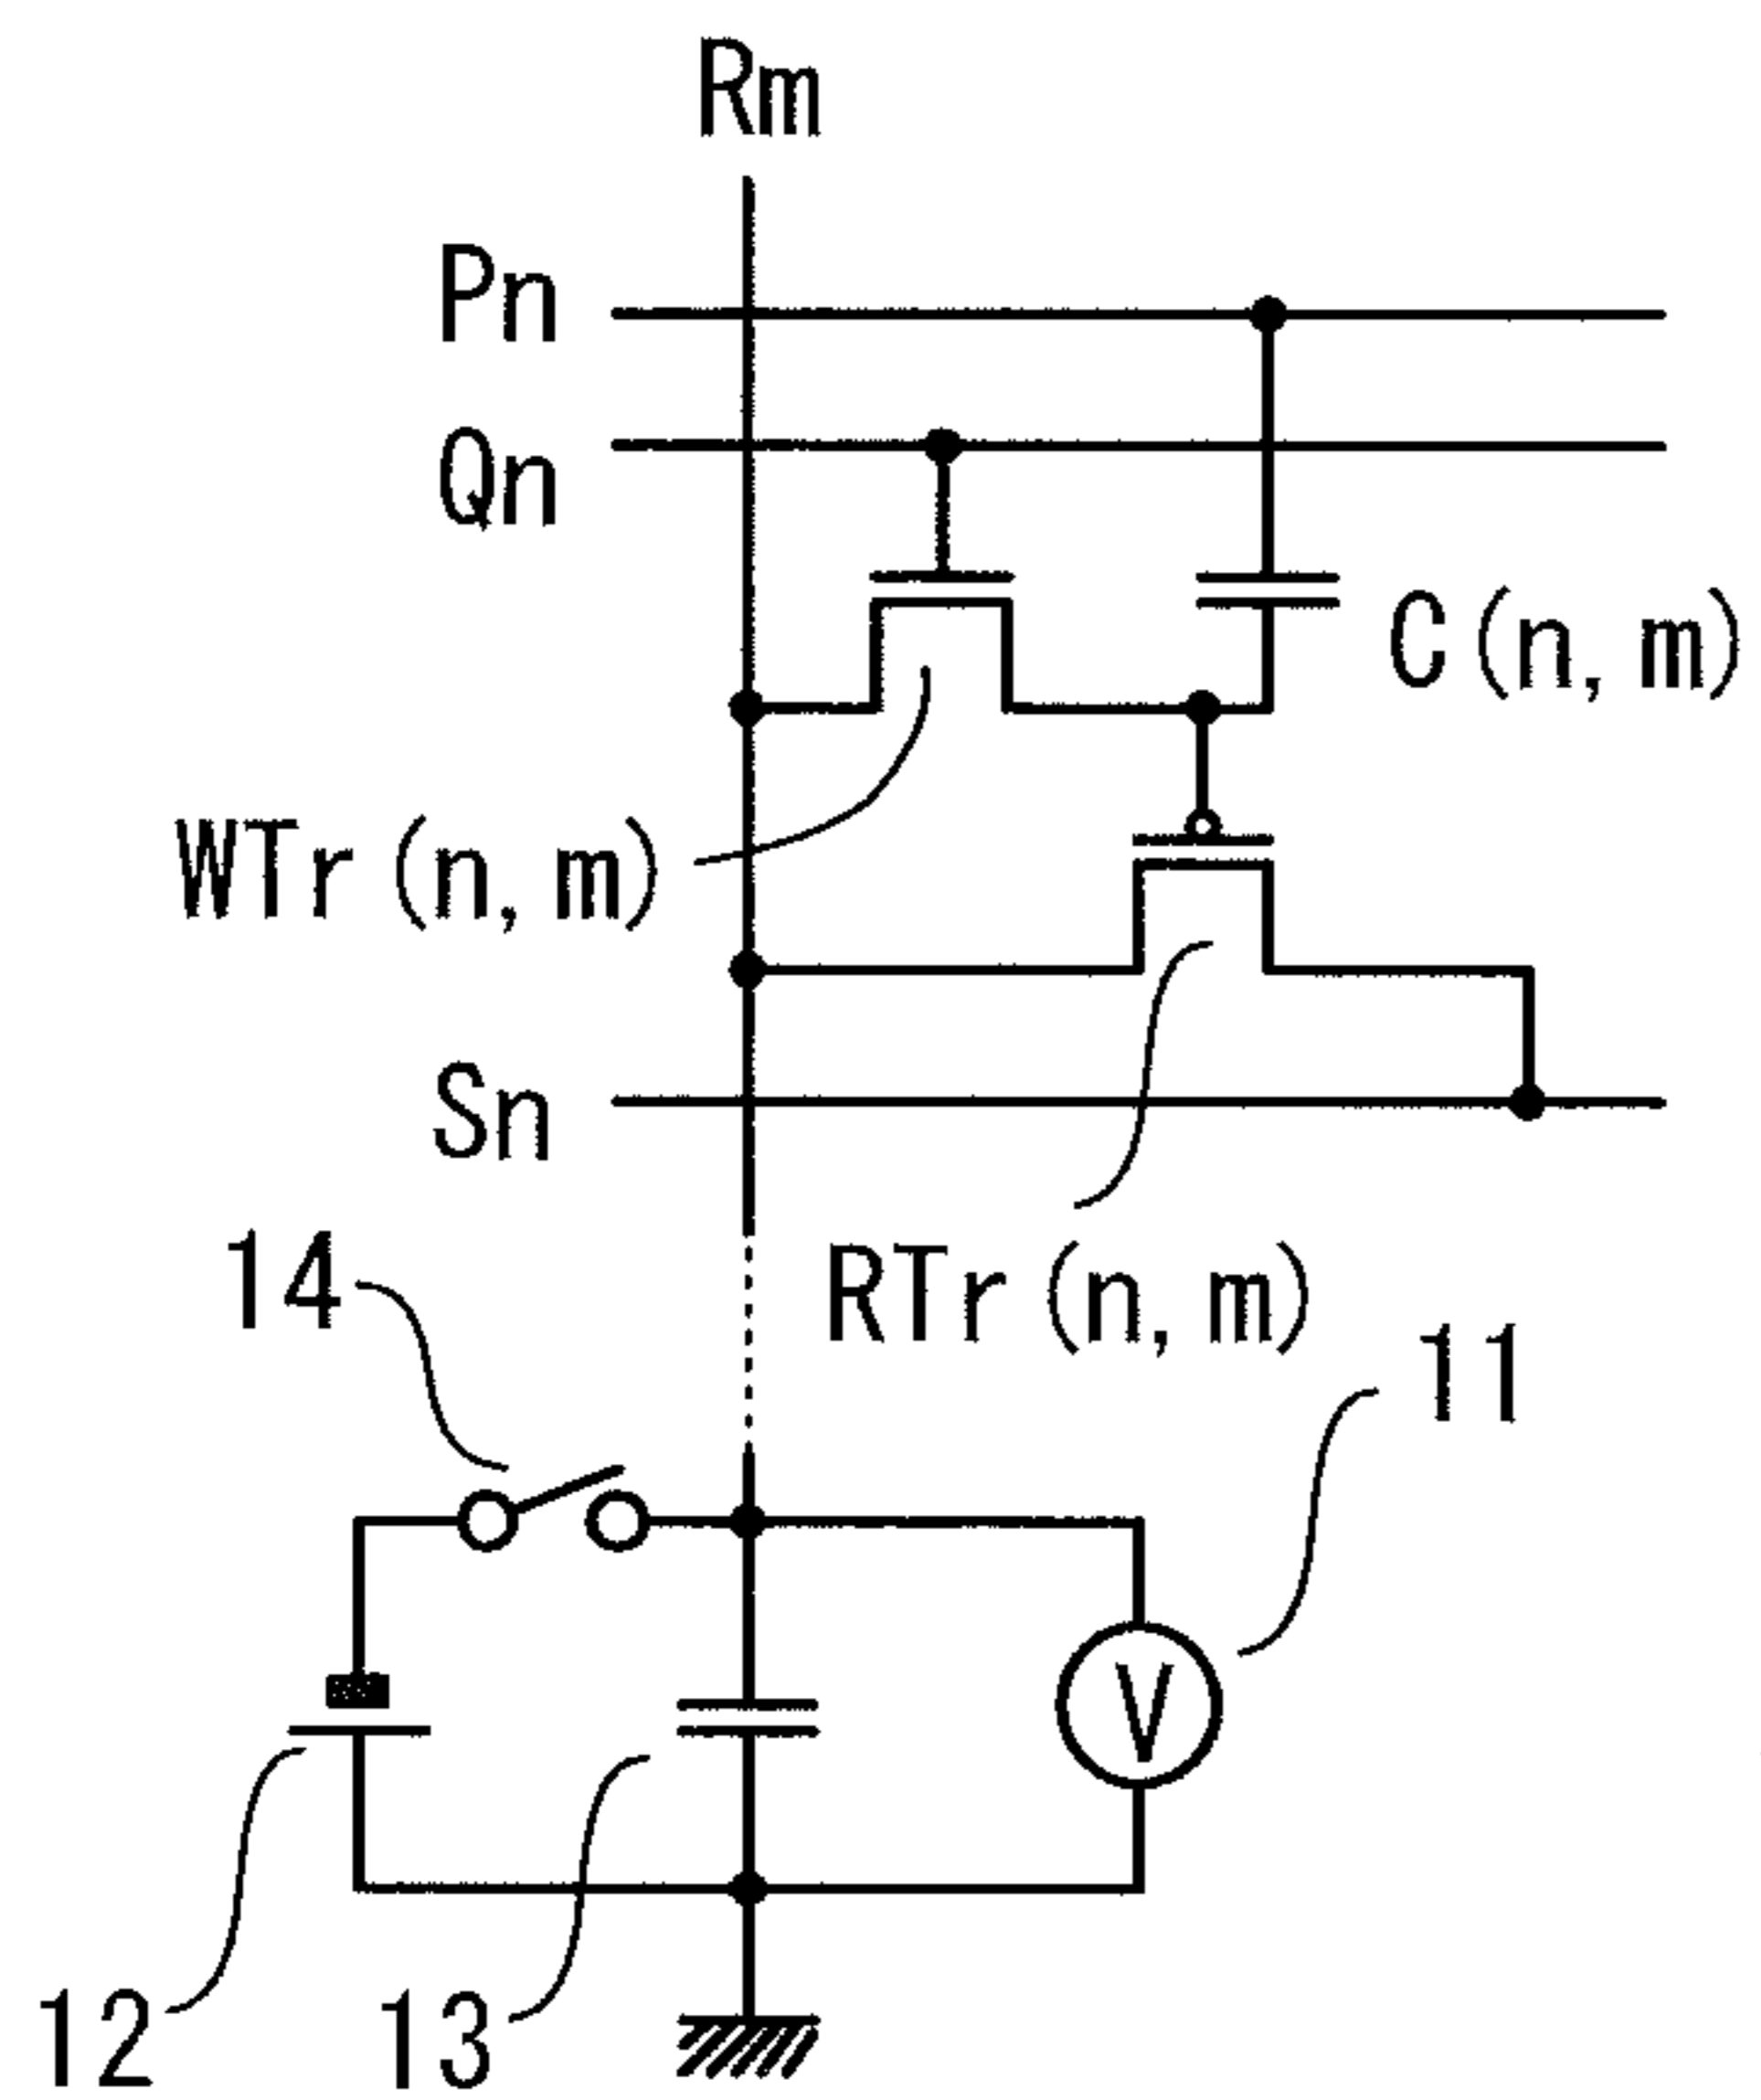 Rm
Pn
Qn
C(n,m)
WTr(n,m)
Sn
14
RTr(n,m)
11
V
12
13